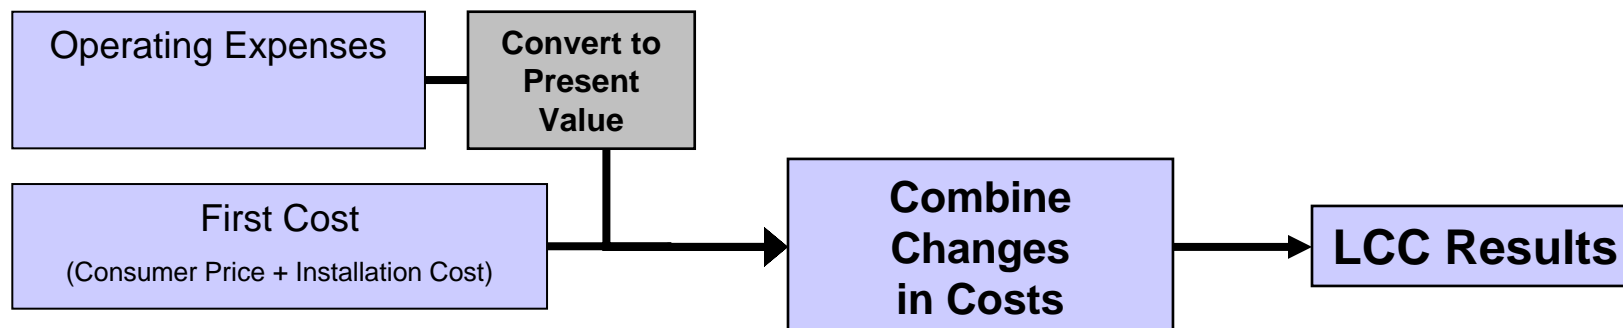 Operating Expenses
Convert to
Present
Value
First Cost
(Consumer Price + Installation Cost)
Combine
Changes
in Costs
LCC Results